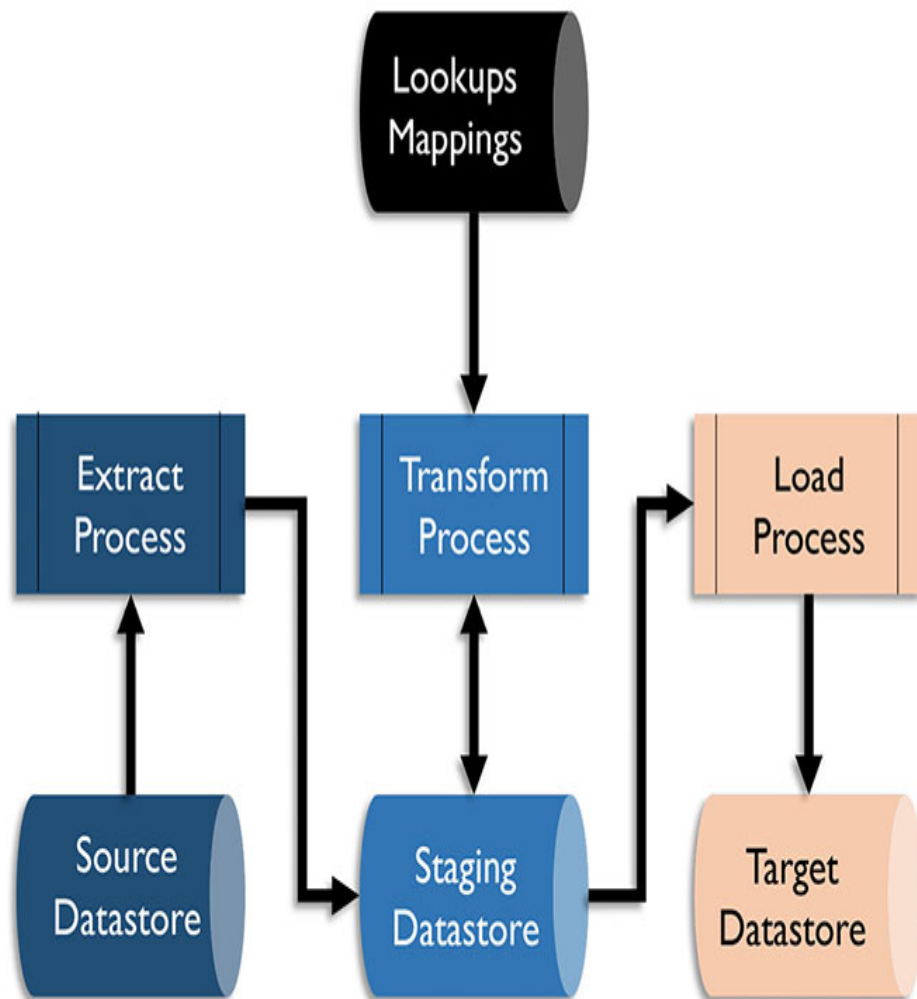 Lookups
Mappings
Extract
Process
Transform
Process
Load
Process
Source
Datastore
Staging
Datastore
Target
Datastore